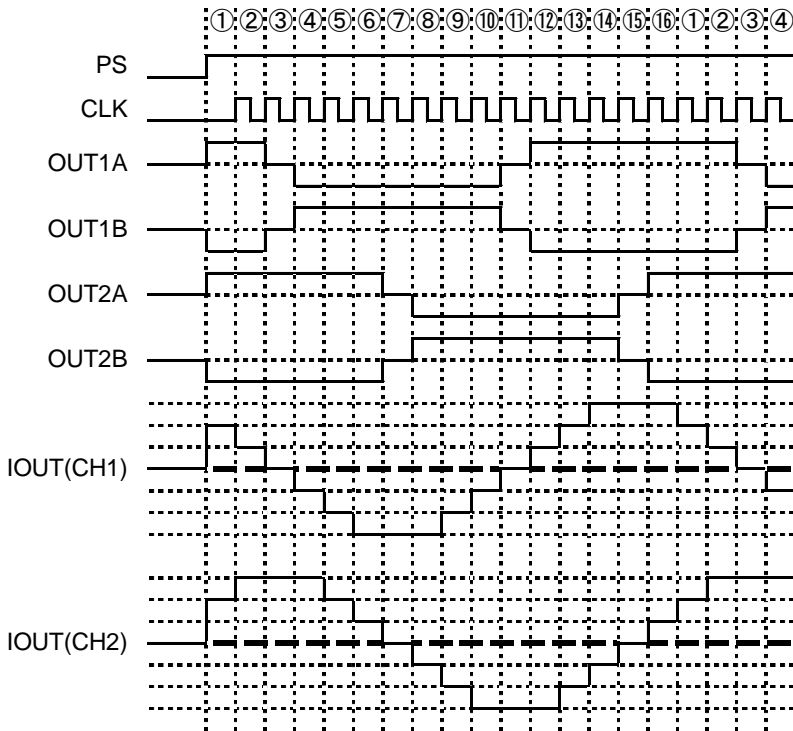 ①②③④⑤⑥⑦⑧⑨⑩⑪⑫⑬⑭⑮⑯①②③④
PS
CLK
OUT1A
OUT1B
OUT2A
OUT2B
IOUT(CH1)
IOUT(CH2)